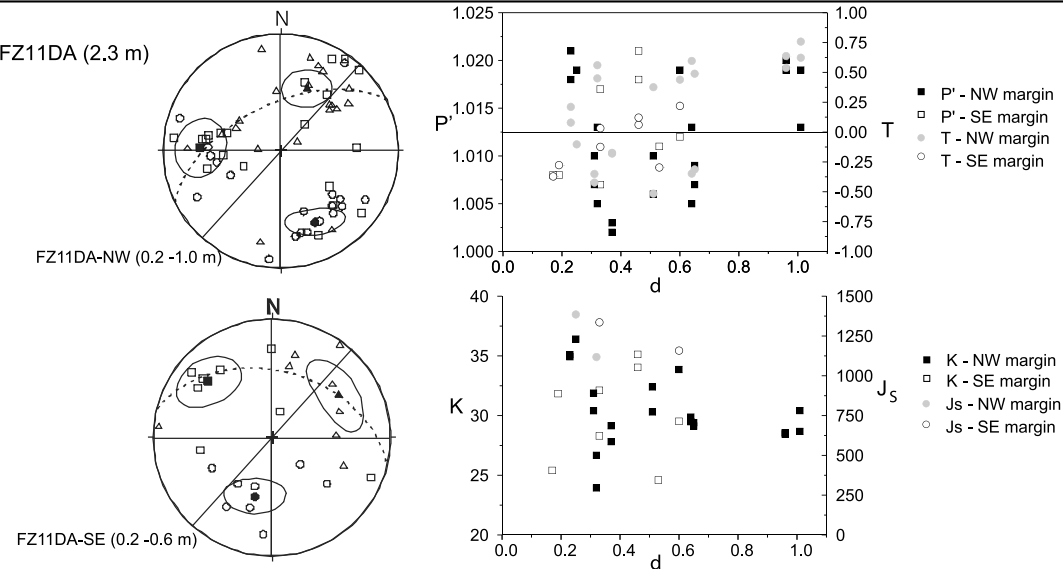 FZ11DA (2.3 m)
N
FZ11DA-NW (0.2 -1.0 m)
N
FZ11DA-SE (0.2 -0.6 m)
P'
1.025
1.020
1.015
1.010
1.005
1.000
0.0 0.2 0.4 0.6 0.8 1.0
d
1.00
0.75
0.50
0.25
0.00
-0.25
-0.50
-0.75
-1.00
T
P' - NW margin
P' - SE margin
T - NW margin
T - SE margin
K
40
35
30
25
20
0.0 0.2 0.4 0.6 0.8 1.0
d
1500
1250
1000
750
500
250
0
JS
K - NW margin
K - SE margin
Js - NW margin
Js - SE margin